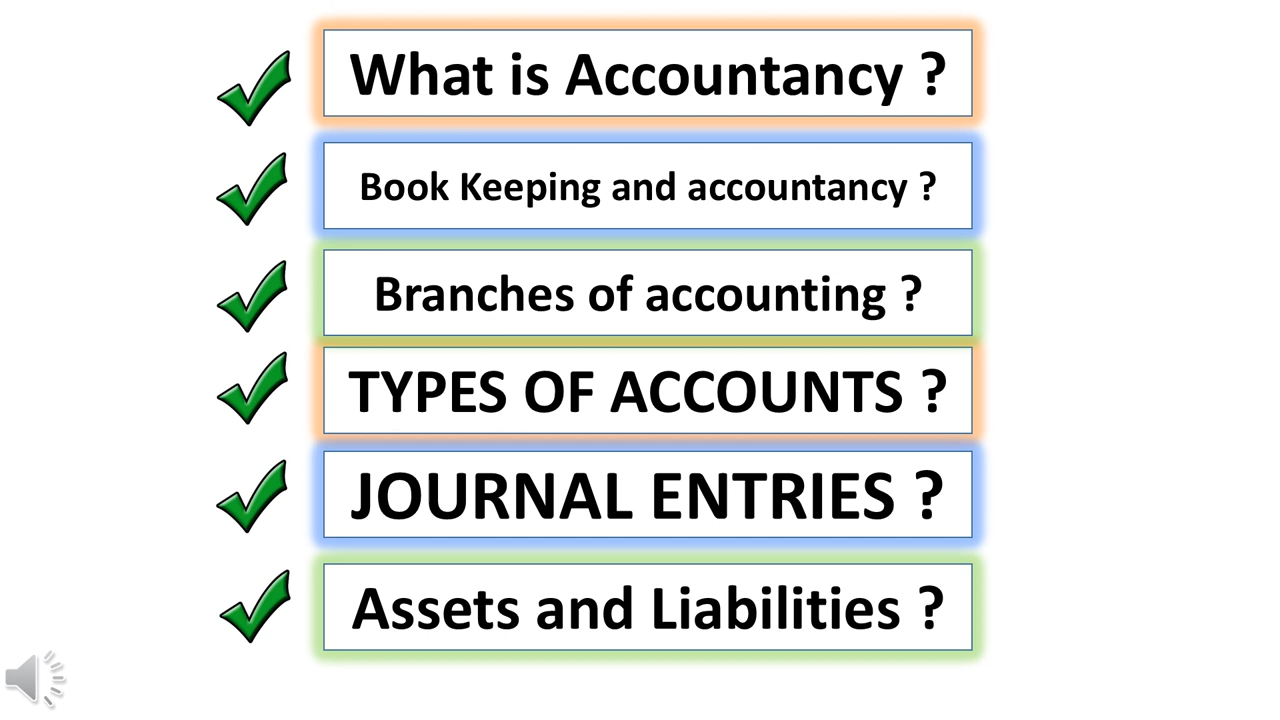 What is Accountancy ?
Book Keeping and accountancy ?
Branches of accounting ?
TYPES OF ACCOUNTS ?
JOURNAL ENTRIES ?
Assets and Liabilities ?